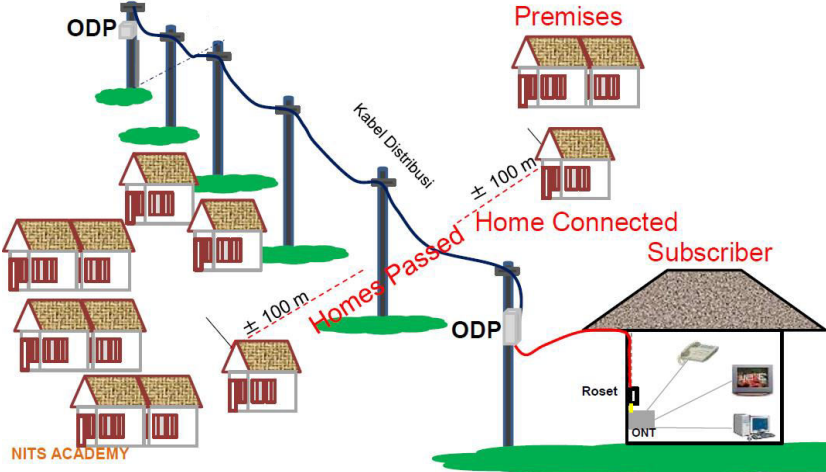 Premises
ODP
Kabel Distribusi
± 100 m
Home Connected
Subscriber
Homes Passed
± 100 m
ODP
Roset
ONT
NITS ACADEMY